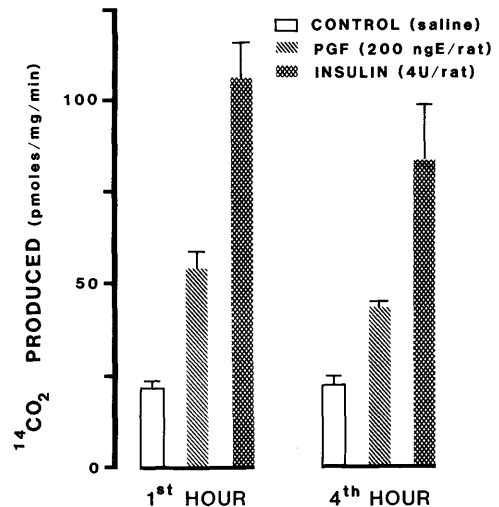 CONTROL (saline)
PGF (200 ngE/rat)
INSULIN (4U/rat)
100
50
0
¹⁴CO₂ PRODUCED (pmoles/mg/min)
1ˢᵗ HOUR
4ᵗʰ HOUR